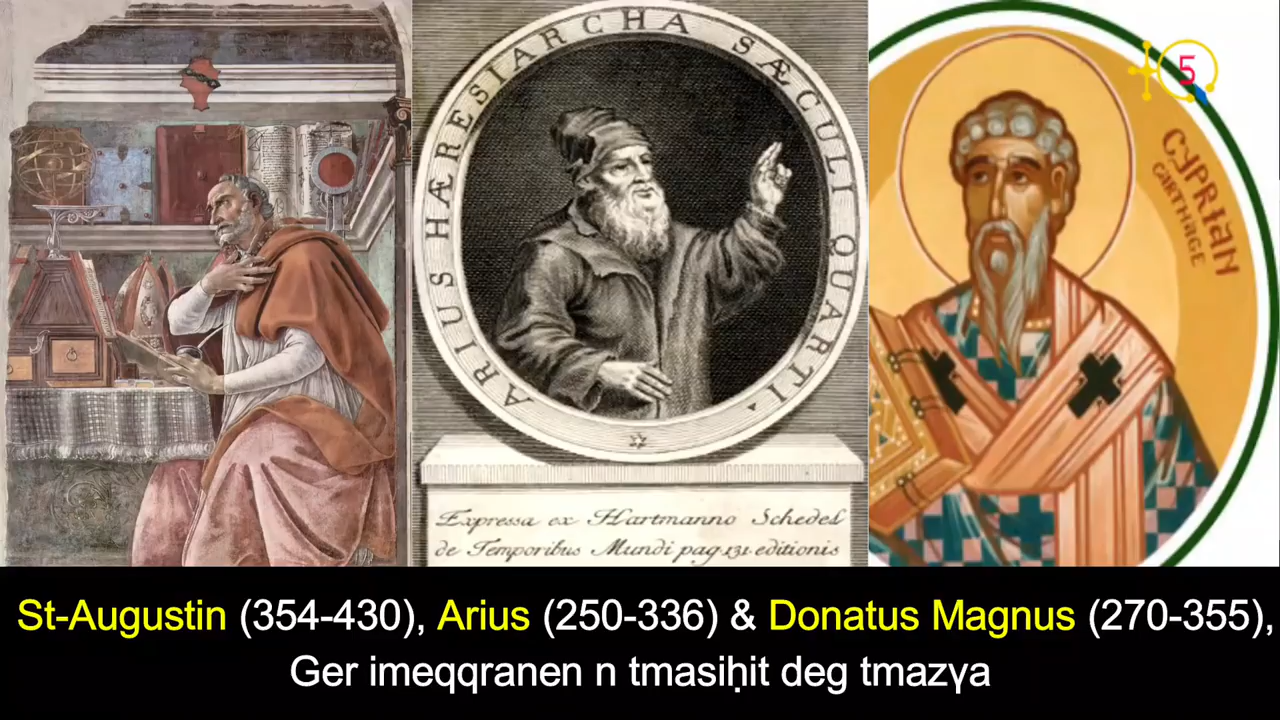 ARIUS HÆRESIARCHA SÆCULI QUARTI.
Expressa ex Hartmanno Schedel
de Temporibus Mundi pag 131. editionis
5
CYPRIAN
CARTHAGE
St-Augustin (354-430), Arius (250-336) & Donatus Magnus (270-355),
Ger imeqqranen n tmasiḥit deg tmazγa